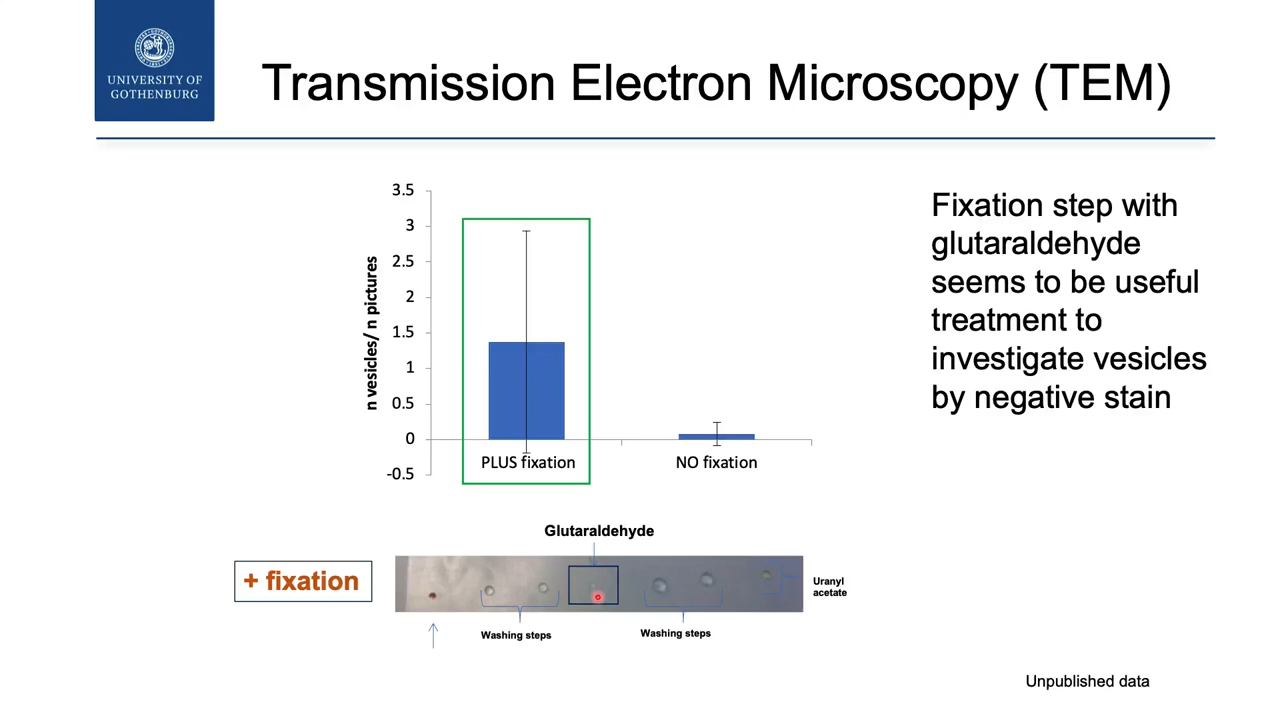 UNIVERSITY OF
GOTHENBURG
Transmission Electron Microscopy (TEM)
3.5
3
2.5
2
1.5
1
0.5
0
-0.5
n vesicles/ n pictures
PLUS fixation
NO fixation
Fixation step with
glutaraldehyde
seems to be useful
treatment to
investigate vesicles
by negative stain
Glutaraldehyde
+ fixation
Uranyl
acetate
Washing steps
Washing steps
Unpublished data